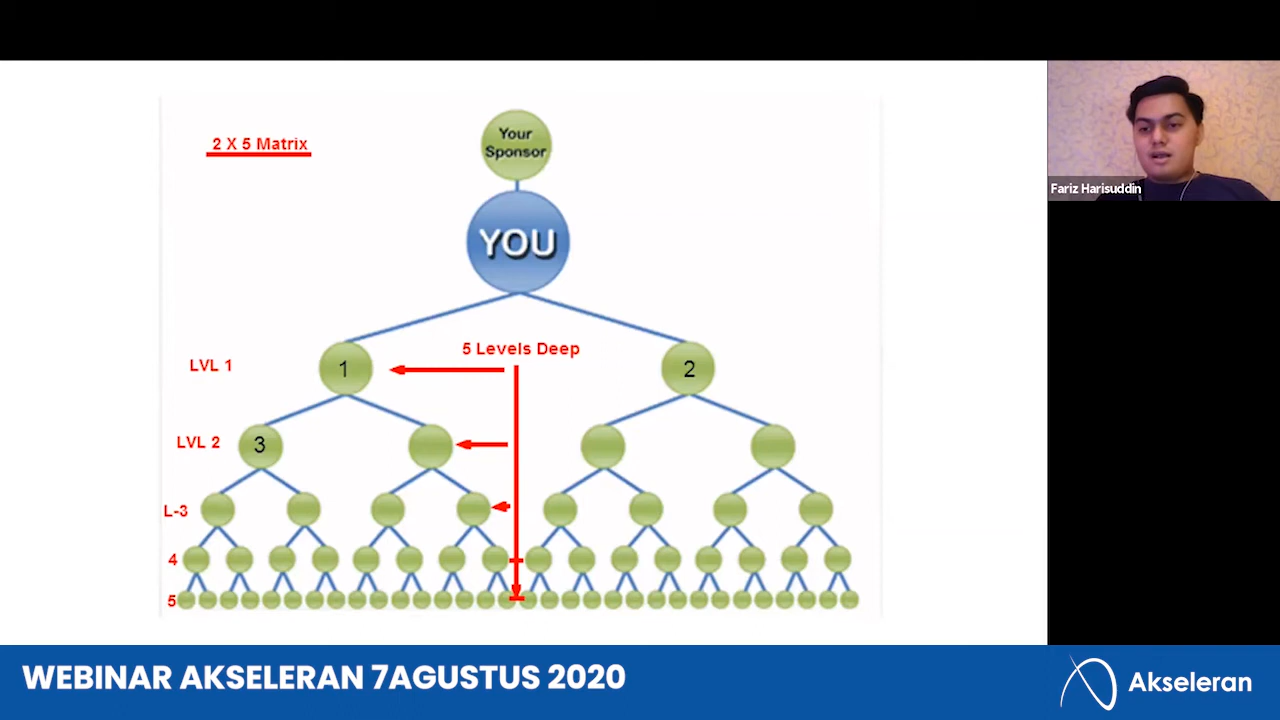 2 X 5 Matrix
Your
Sponsor
YOU
5 Levels Deep
LVL 1
1
2
LVL 2
3
L-3
4
5
Fariz Harisuddin
WEBINAR AKSELERAN 7AGUSTUS 2020
Akseleran